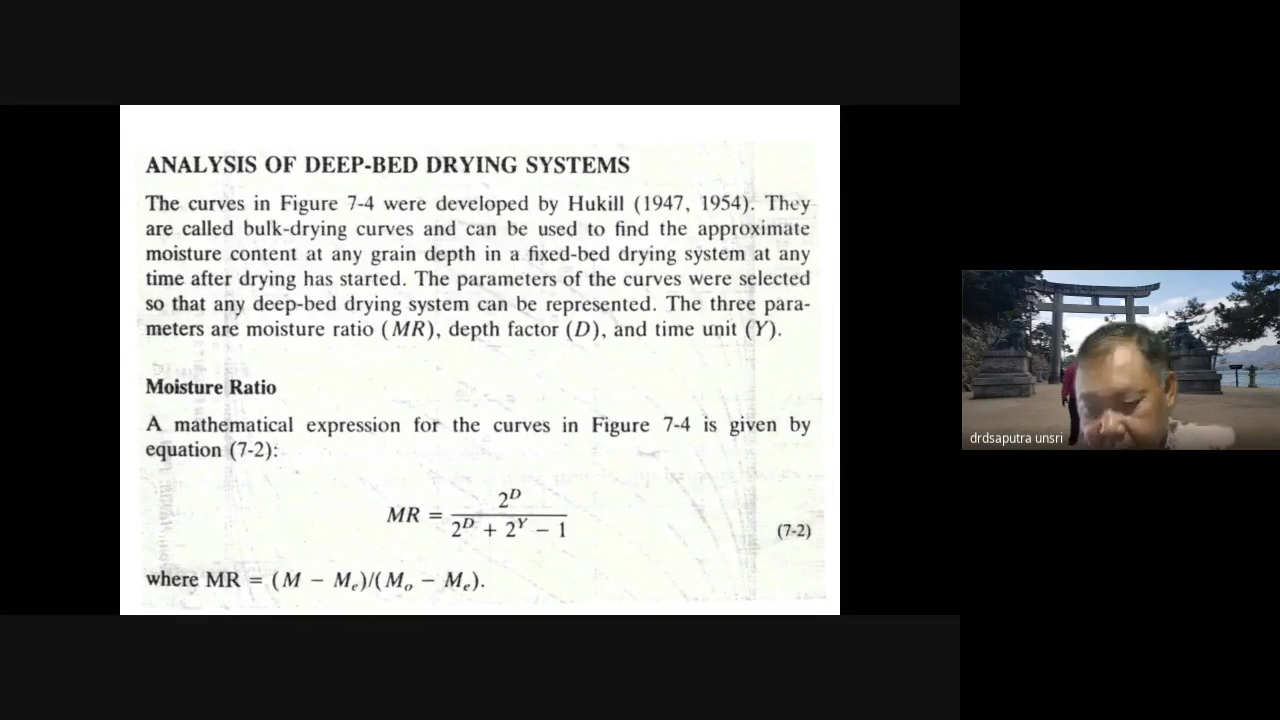 ANALYSIS OF DEEP-BED DRYING SYSTEMS
The curves in Figure 7-4 were developed by Hukill (1947, 1954). They
are called bulk-drying curves and can be used to find the approximate
moisture content at any grain depth in a fixed-bed drying system at any
time after drying has started. The parameters of the curves were selected
so that any deep-bed drying system can be represented. The three para-
meters are moisture ratio (MR), depth factor (D), and time unit (Y).
Moisture Ratio
A mathematical expression for the curves in Figure 7-4 is given by
equation (7-2):
MR = 2^D / (2^D + 2^Y − 1)
(7-2)
where MR = (M − M_e)/(M_o − M_e).
drdsaputra unsri